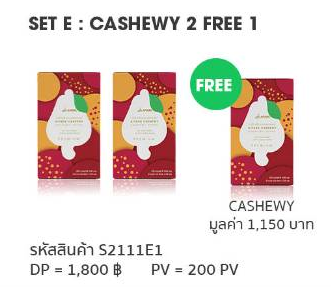 SET E : CASHEWY 2 FREE 1
FREE
CASHEWY
มูลค่า 1,150 บาท
รหัสสินค้า S2111E1
DP = 1,800 ฿ PV = 200 PV